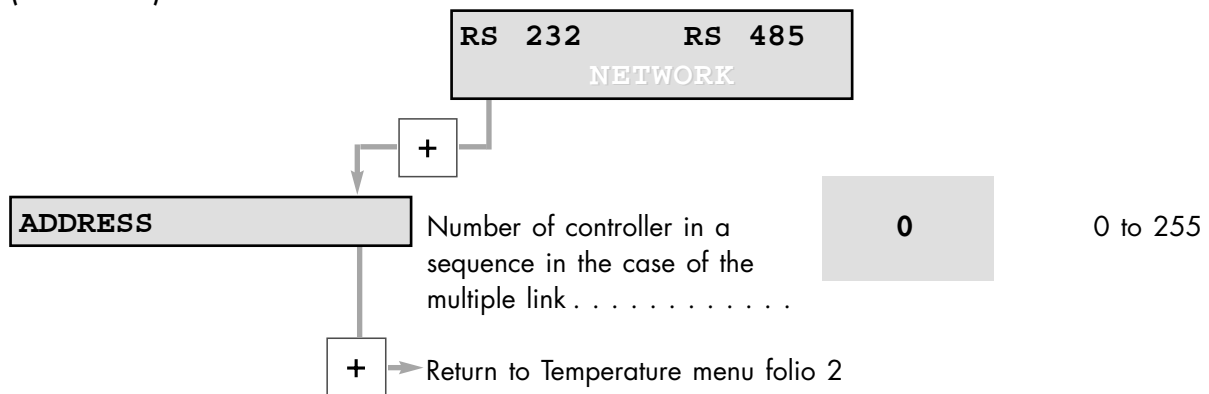 RS 232 RS 485
NETWORK
+
ADDRESS
Number of controller in a
sequence in the case of the
multiple link . . . . . . . . . . . .
0
0 to 255
+
Return to Temperature menu folio 2